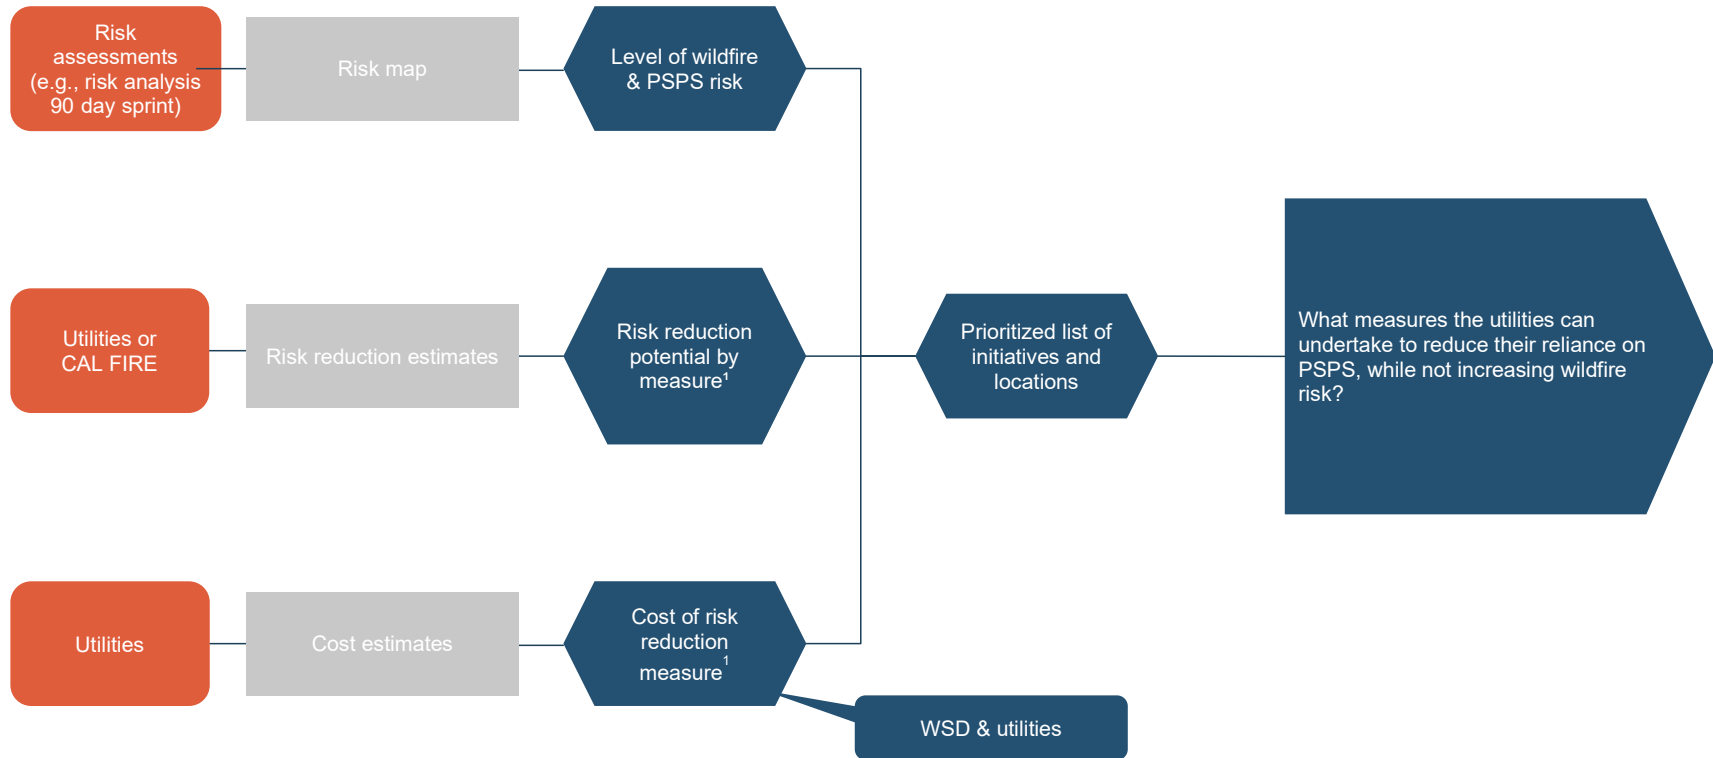 Risk
assessments
(e.g., risk analysis
90 day sprint)
Risk map
Level of wildfire
& PSPS risk
Utilities or
CAL FIRE
Risk reduction estimates
Risk reduction
potential by
measure¹
Prioritized list of
initiatives and
locations
What measures the utilities can
undertake to reduce their reliance on
PSPS, while not increasing wildfire
risk?
Utilities
Cost estimates
Cost of risk
reduction
measure¹
WSD & utilities